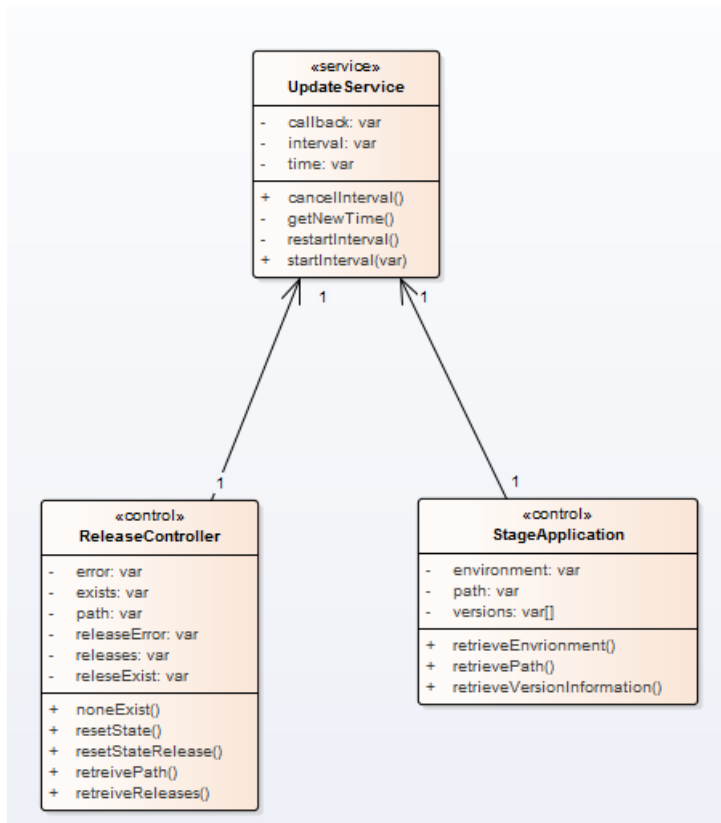 «service»
UpdateService
- callback: var
- interval: var
- time: var
+ cancelInterval()
- getNewTime()
- restartInterval()
+ startInterval(var)
1
1
1
1
«control»
ReleaseController
- error: var
- exists: var
- path: var
- releaseError: var
- releases: var
- releseExist: var
+ noneExist()
+ resetState()
+ resetStateRelease()
+ retreivePath()
+ retreiveReleases()
«control»
StageApplication
- environment: var
- path: var
- versions: var[]
+ retrieveEnvrionment()
+ retrievePath()
+ retrieveVersionInformation()